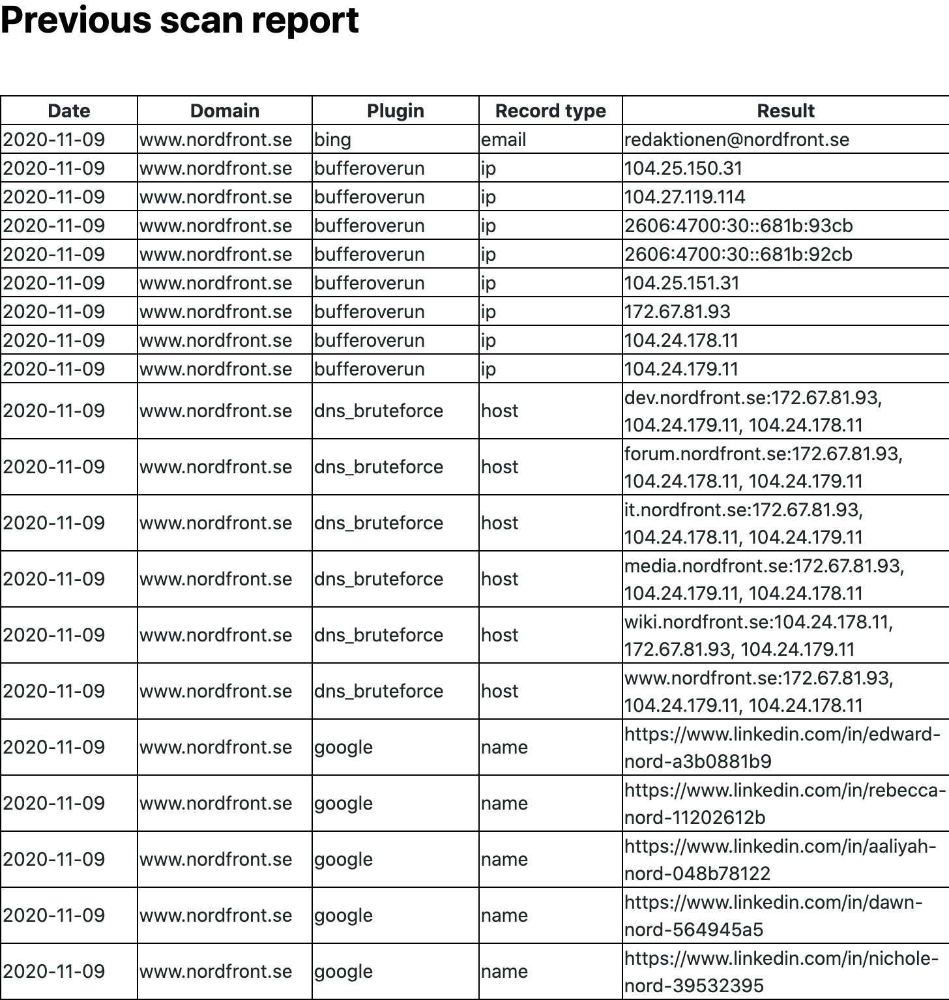 Previous scan report
Date Domain Plugin Record type Result
2020-11-09 www.nordfront.se bing email redaktionen@nordfront.se
2020-11-09 www.nordfront.se bufferoverun ip 104.25.150.31
2020-11-09 www.nordfront.se bufferoverun ip 104.27.119.114
2020-11-09 www.nordfront.se bufferoverun ip 2606:4700:30::681b:93cb
2020-11-09 www.nordfront.se bufferoverun ip 2606:4700:30::681b:92cb
2020-11-09 www.nordfront.se bufferoverun ip 104.25.151.31
2020-11-09 www.nordfront.se bufferoverun ip 172.67.81.93
2020-11-09 www.nordfront.se bufferoverun ip 104.24.178.11
2020-11-09 www.nordfront.se bufferoverun ip 104.24.179.11
2020-11-09 www.nordfront.se dns_bruteforce host dev.nordfront.se:172.67.81.93,
104.24.179.11, 104.24.178.11
2020-11-09 www.nordfront.se dns_bruteforce host forum.nordfront.se:172.67.81.93,
104.24.178.11, 104.24.179.11
2020-11-09 www.nordfront.se dns_bruteforce host it.nordfront.se:172.67.81.93,
104.24.178.11, 104.24.179.11
2020-11-09 www.nordfront.se dns_bruteforce host media.nordfront.se:172.67.81.93,
104.24.179.11, 104.24.178.11
2020-11-09 www.nordfront.se dns_bruteforce host wiki.nordfront.se:104.24.178.11,
172.67.81.93, 104.24.179.11
2020-11-09 www.nordfront.se dns_bruteforce host www.nordfront.se:172.67.81.93,
104.24.179.11, 104.24.178.11
2020-11-09 www.nordfront.se google name https://www.linkedin.com/in/edward-
nord-a3b0881b9
2020-11-09 www.nordfront.se google name https://www.linkedin.com/in/rebecca-
nord-11202612b
2020-11-09 www.nordfront.se google name https://www.linkedin.com/in/aaliyah-
nord-048b78122
2020-11-09 www.nordfront.se google name https://www.linkedin.com/in/dawn-
nord-564945a5
2020-11-09 www.nordfront.se google name https://www.linkedin.com/in/nichole-
nord-39532395